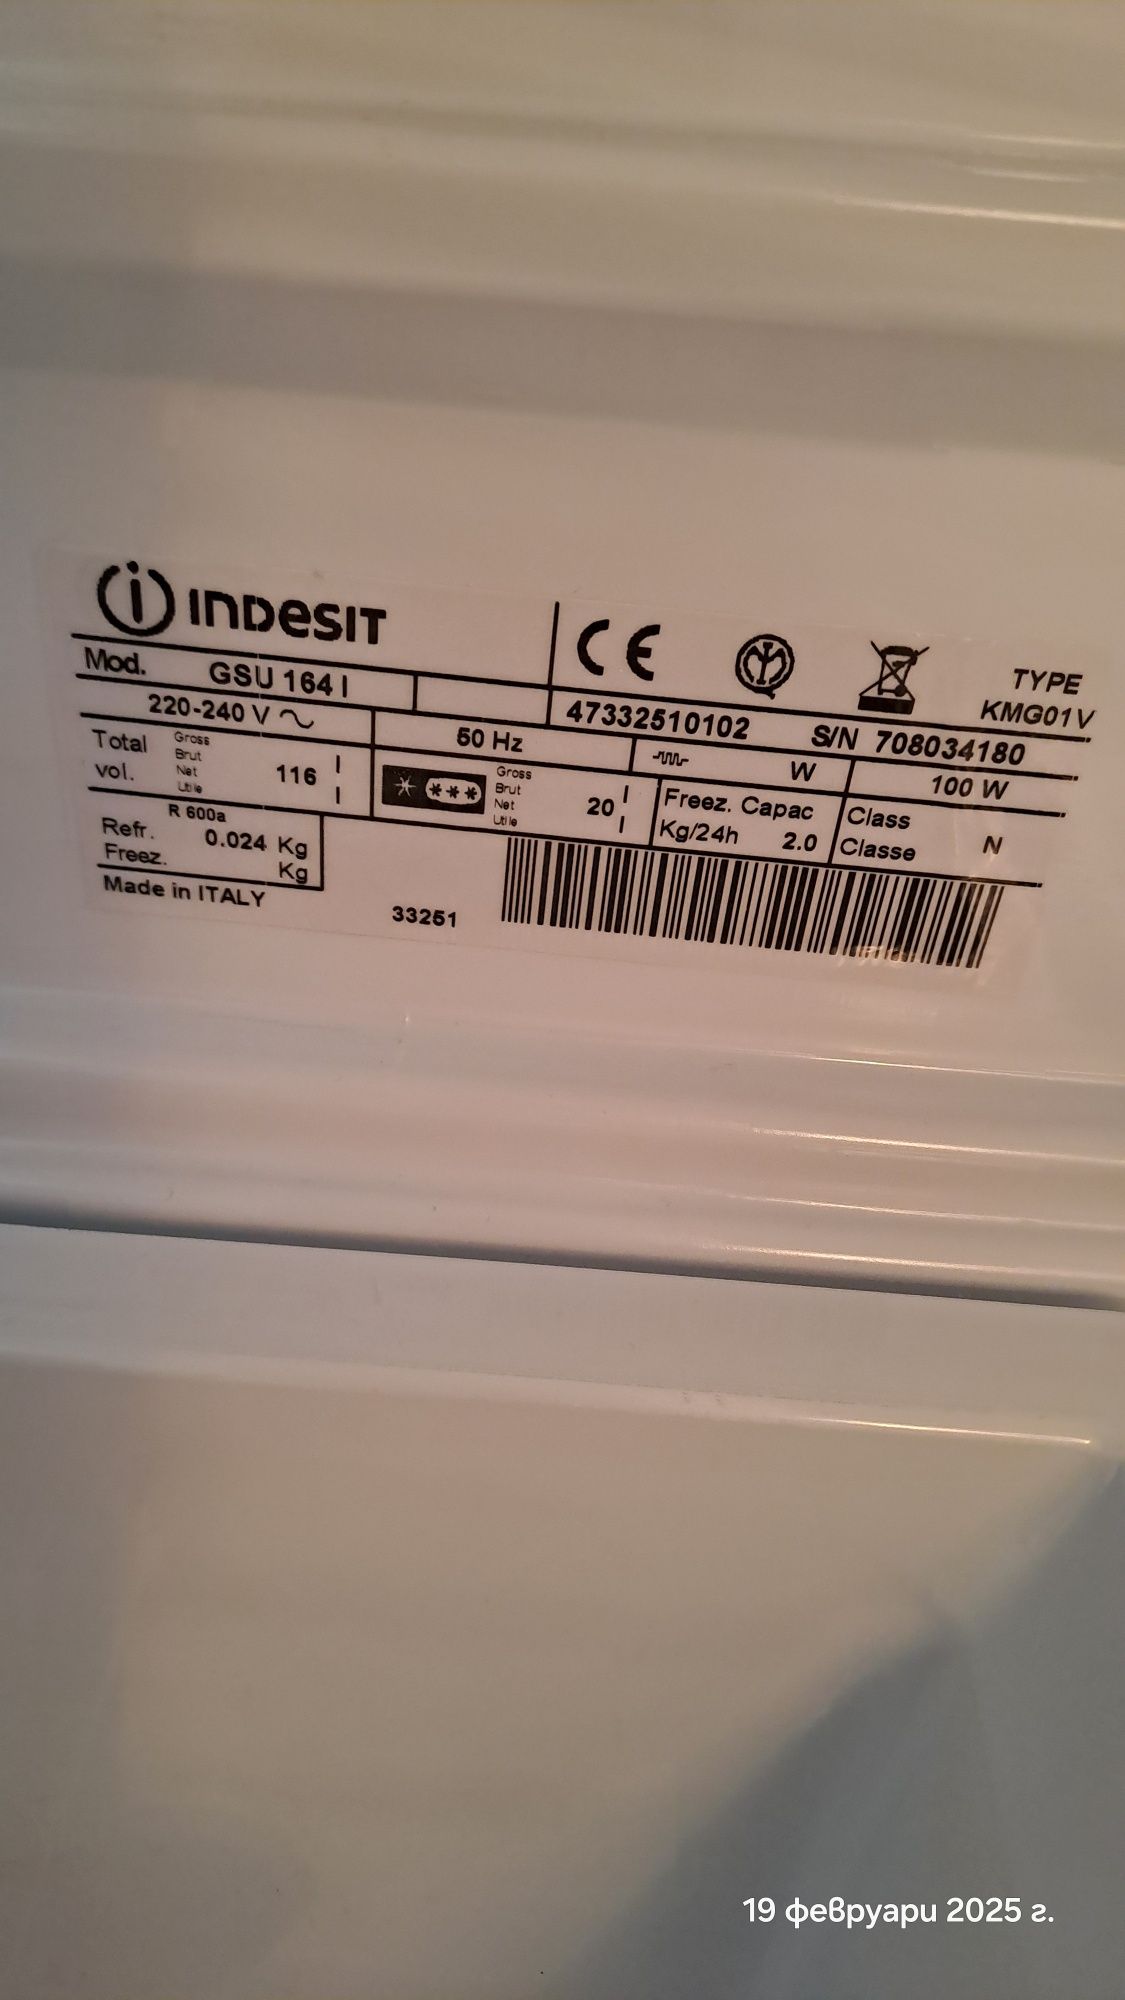 INDESIT
CE
TYPE
KMG01V
Mod. GSU 164 I
47332510102 S/N 708034180
220-240 V
50 Hz
W
100 W
Total vol.
Gross
Brut
Net
Utile
116 l
l
Gross
Brut
Net
Utile
20 l
l
Freez. Capac
Kg/24h 2.0
Class
Classe N
R 600a
Refr. 0.024 Kg
Freez. Kg
Made in ITALY
33251
19 февруари 2025 г.